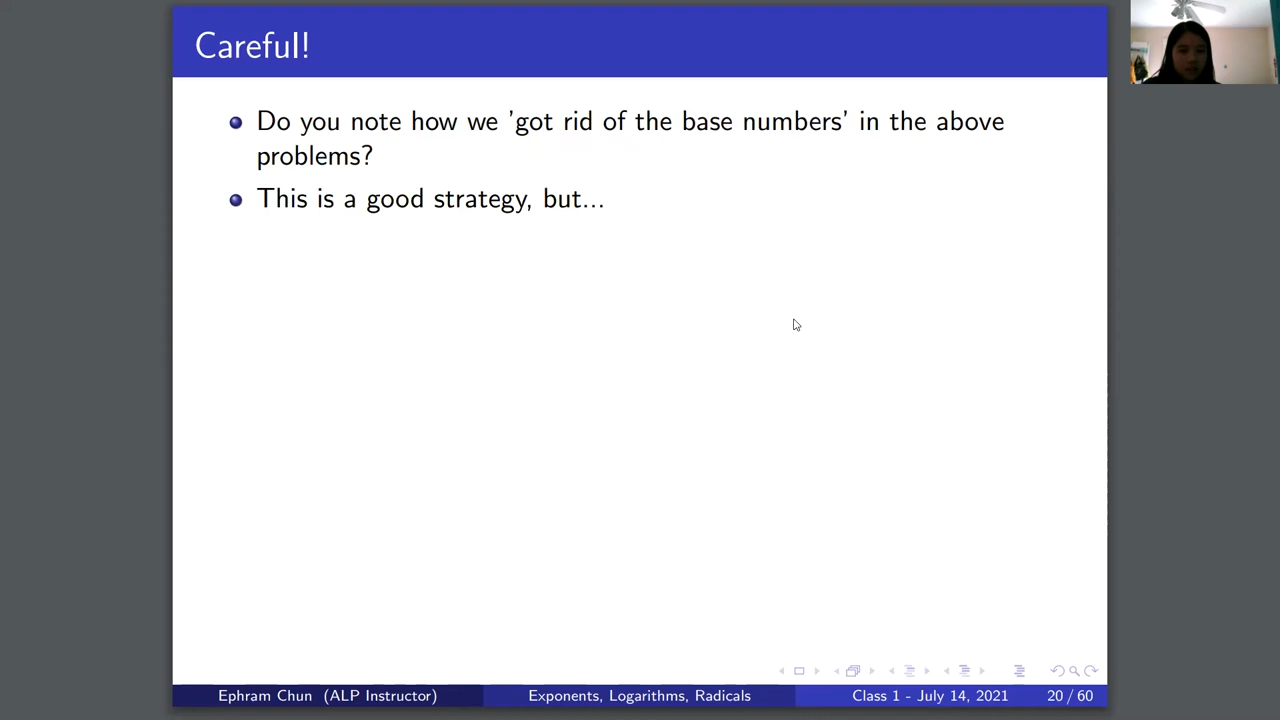 Careful!
Do you note how we 'got rid of the base numbers' in the above
problems?
This is a good strategy, but...
Ephram Chun (ALP Instructor) Exponents, Logarithms, Radicals Class 1 - July 14, 2021 20 / 60